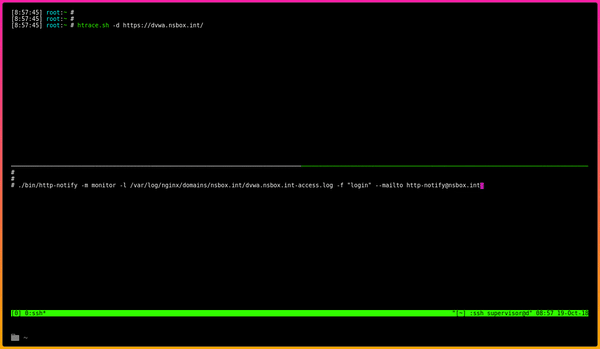 [8:57:45] root:~ #
[8:57:45] root:~ #
[8:57:45] root:~ # htrace.sh -d https://dvwa.nsbox.int/
#
#
# ./bin/http-notify -m monitor -l /var/log/nginx/domains/nsbox.int/dvwa.nsbox.int-access.log -f "login" --mailto http-notify@nsbox.int
[0] 0:ssh* "[~] :ssh supervisor@d" 08:57 19-Oct-18
~